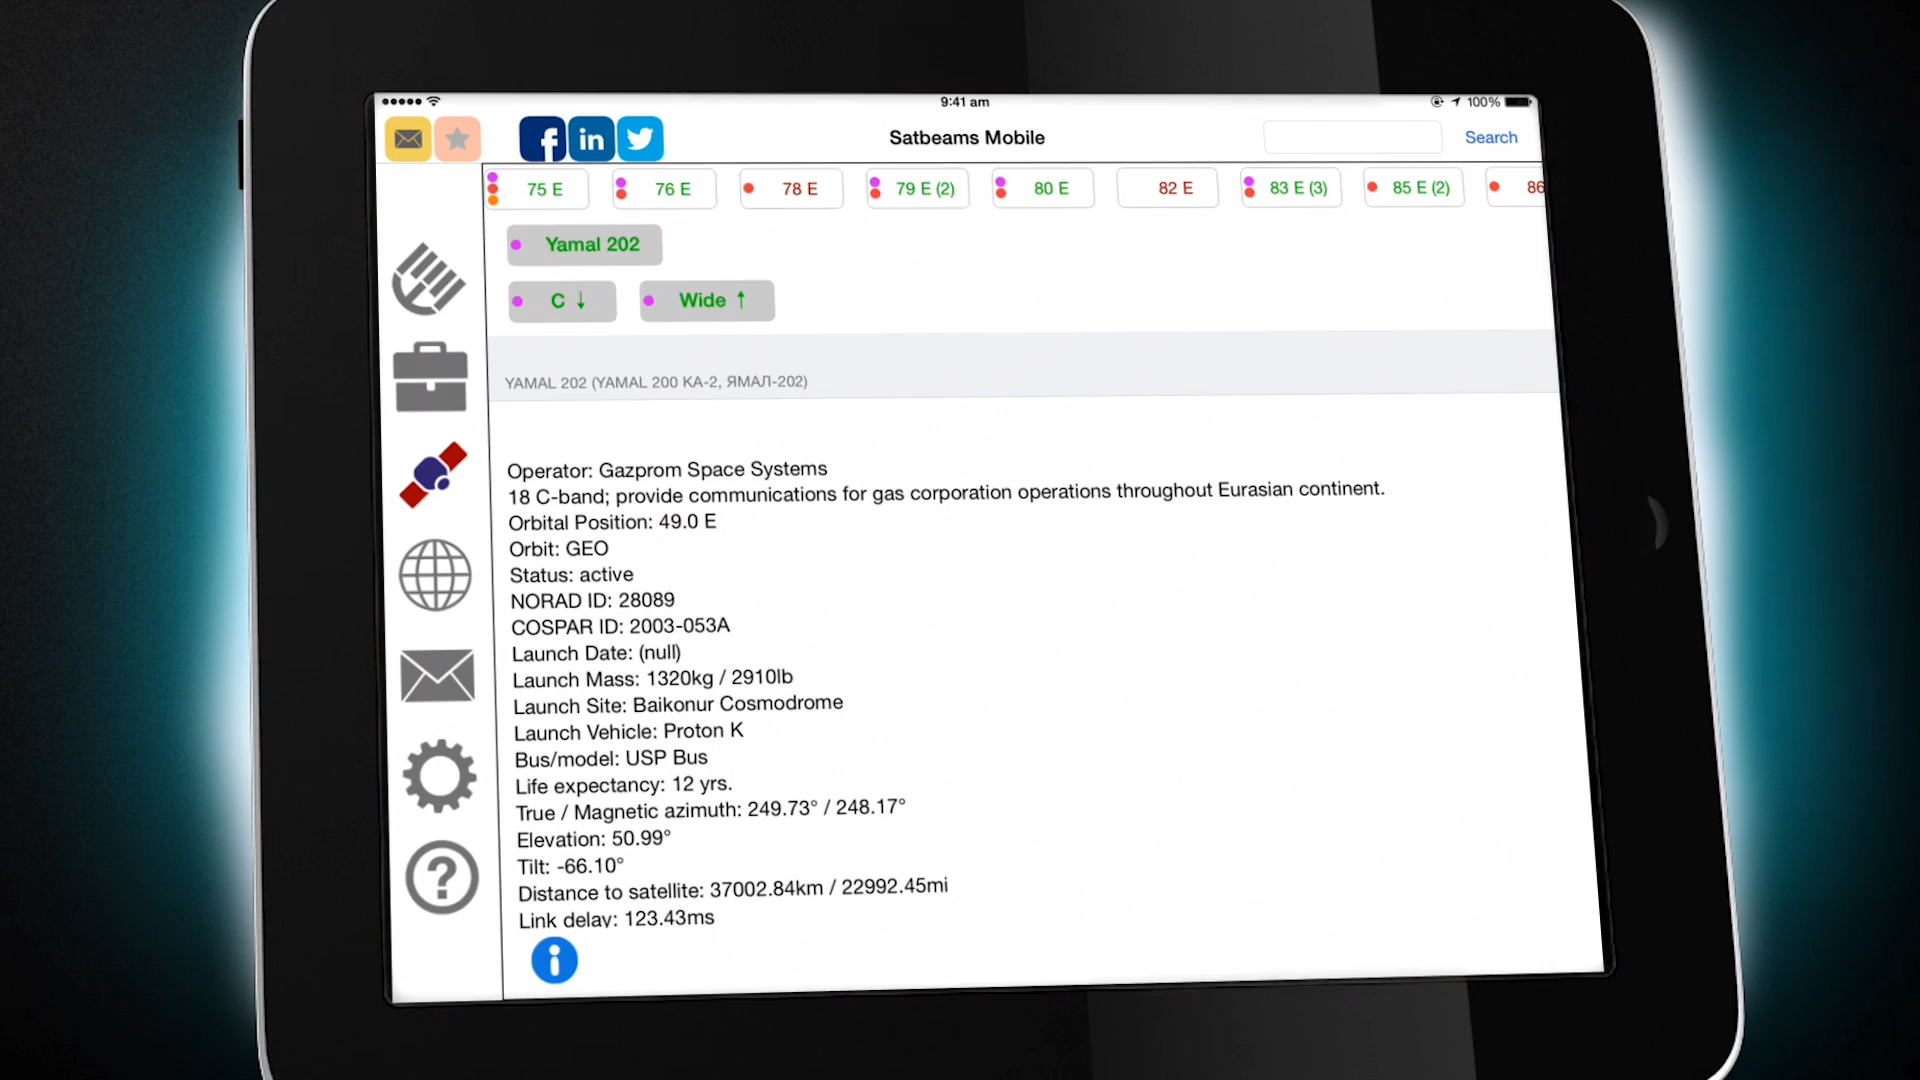 9:41 am
100%
f
in
Satbeams Mobile
Search
75 E
76 E
78 E
79 E (2)
80 E
82 E
83 E (3)
85 E (2)
86
Yamal 202
C ↓
Wide ↑
YAMAL 202 (YAMAL 200 KA-2, ЯМАЛ-202)
Operator: Gazprom Space Systems
18 C-band; provide communications for gas corporation operations throughout Eurasian continent.
Orbital Position: 49.0 E
Orbit: GEO
Status: active
NORAD ID: 28089
COSPAR ID: 2003-053A
Launch Date: (null)
Launch Mass: 1320kg / 2910lb
Launch Site: Baikonur Cosmodrome
Launch Vehicle: Proton K
Bus/model: USP Bus
Life expectancy: 12 yrs.
True / Magnetic azimuth: 249.73° / 248.17°
Elevation: 50.99°
Tilt: -66.10°
Distance to satellite: 37002.84km / 22992.45mi
Link delay: 123.43ms
?
i